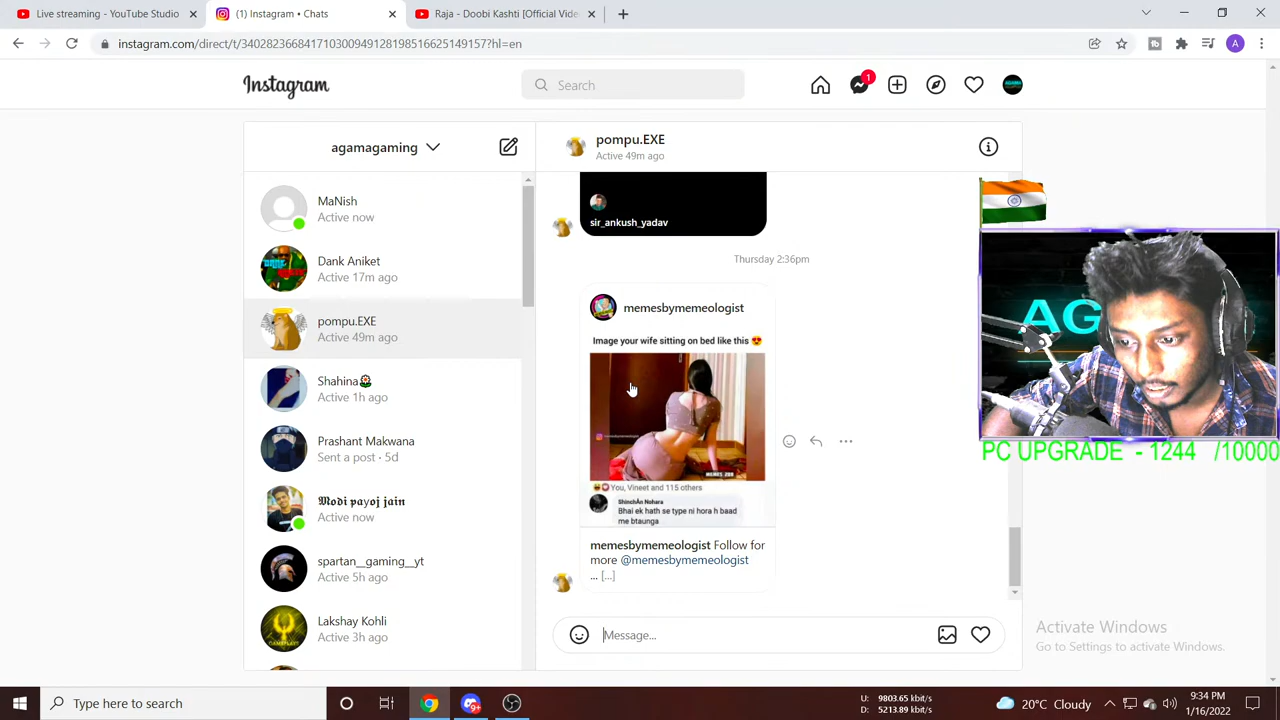 Live streaming - YouTube Studio
(1) Instagram • Chats
Raja - Doobi Kashti [Official Vide
instagram.com/direct/t/340282366841710300949128198516625149157?hl=en
A
Instagram
Search
1
agamagaming
pompu.EXE
Active 49m ago
MaNish
Active now
Dank Aniket
Active 17m ago
pompu.EXE
Active 49m ago
Shahina
Active 1h ago
Prashant Makwana
Sent a post · 5d
Modi payoj jain
Active now
spartan__gaming_yt
Active 5h ago
Lakshay Kohli
Active 3h ago
sir_ankush_yadav
Thursday 2:36pm
memesbymemeologist
Image your wife sitting on bed like this 😍
MEMES_208
You, Vineet and 115 others
ShinchÂn Nohara
Bhai ek hath se type ni hora h baad
me btaunga
memesbymemeologist Follow for
more @memesbymemeologist
... [...]
Message...
AG
PC UPGRADE - 1244 /10000
Activate Windows
Go to Settings to activate Windows.
Type here to search
U: 9803.65 kbit/s
D: 5213.89 kbit/s
20°C Cloudy
9:34 PM
1/16/2022